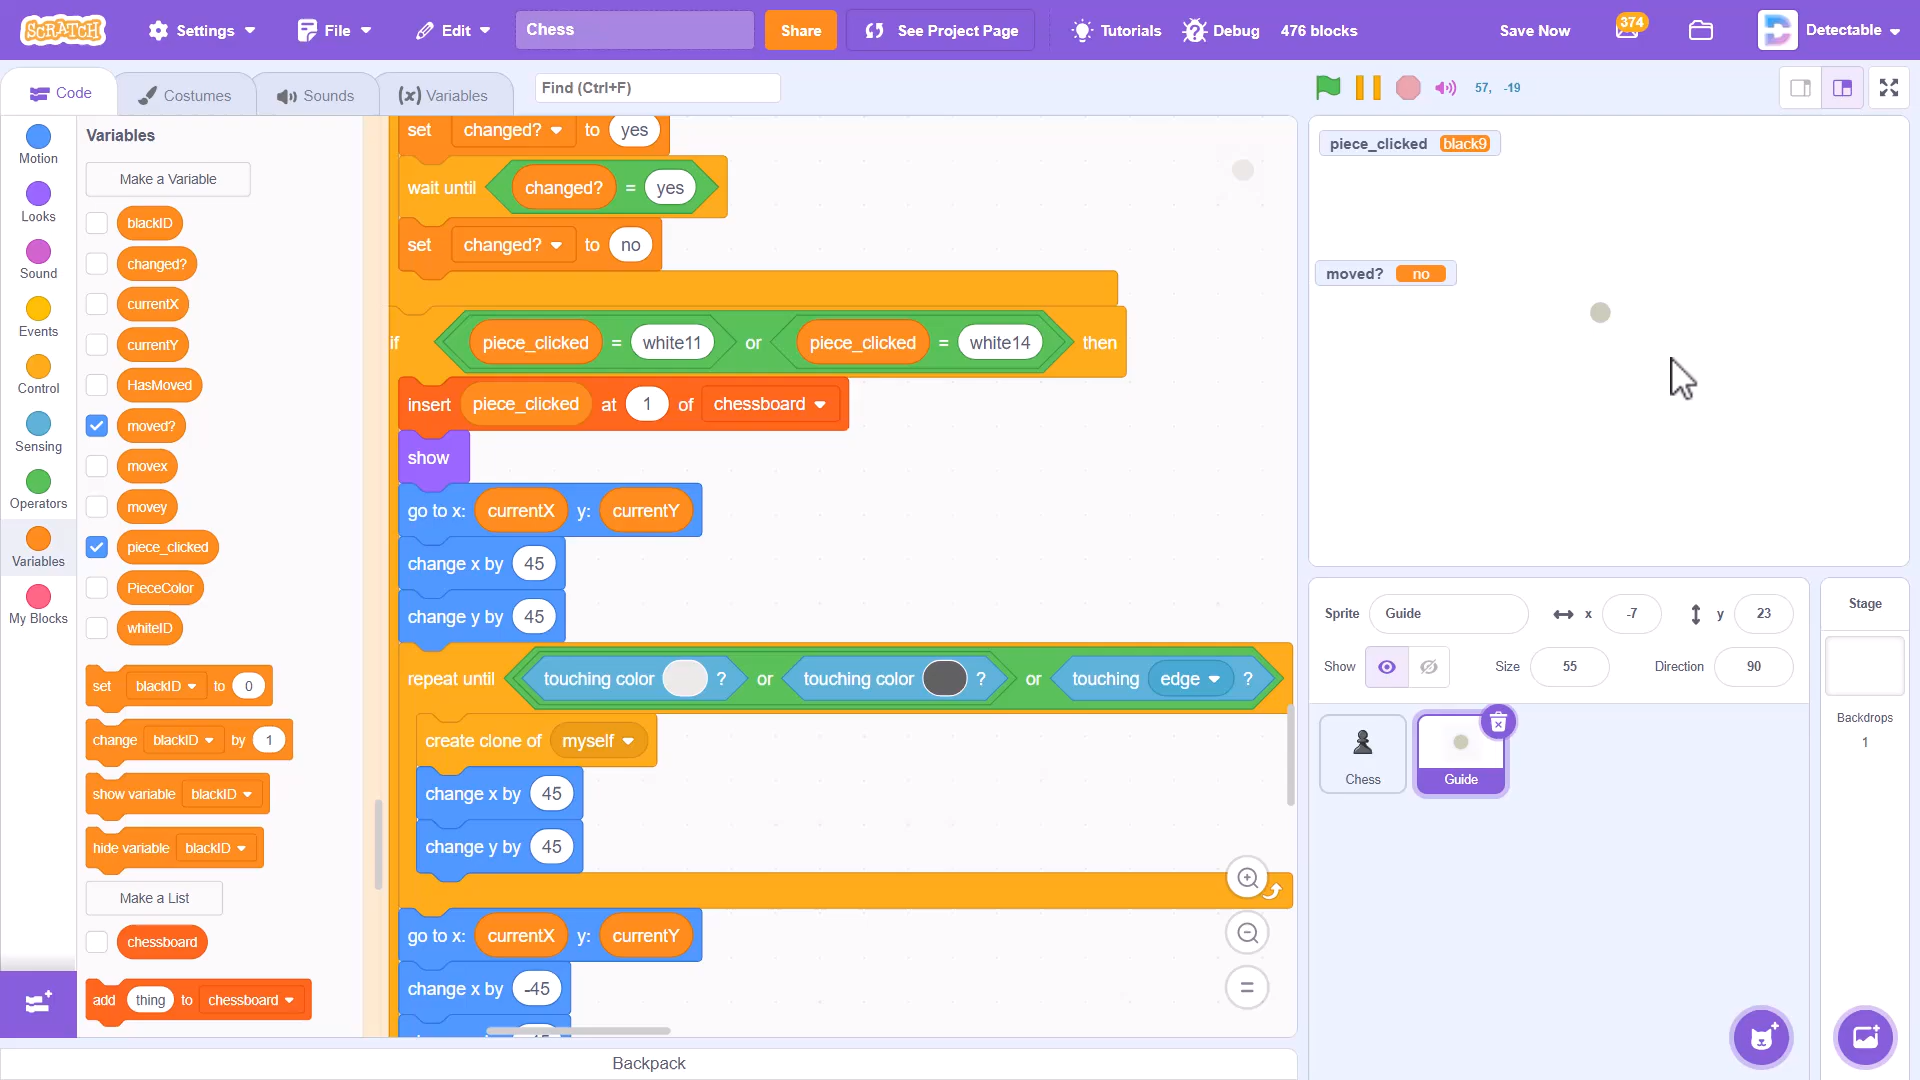 SCRATCH
Settings
File
Edit
Chess
Share
See Project Page
Tutorials
Debug
476 blocks
Save Now
374
Detectable
Code
Costumes
Sounds
(x) Variables
Find (Ctrl+F)
57, -19
Motion
Looks
Sound
Events
Control
Sensing
Operators
Variables
My Blocks
Variables
Make a Variable
blackID
changed?
currentX
currentY
HasMoved
moved?
movex
movey
piece_clicked
PieceColor
whiteID
set blackID to 0
change blackID by 1
show variable blackID
hide variable blackID
Make a List
chessboard
add thing to chessboard
set changed? to yes
wait until changed? = yes
set changed? to no
if piece_clicked = white11 or piece_clicked = white14 then
insert piece_clicked at 1 of chessboard
show
go to x: currentX y: currentY
change x by 45
change y by 45
repeat until touching color ? or touching color ? or touching edge ?
create clone of myself
change x by 45
change y by 45
go to x: currentX y: currentY
change x by -45
Backpack
piece_clicked black9
moved? no
Sprite Guide x -7 y 23
Show Size 55 Direction 90
Chess
Guide
Stage
Backdrops
1